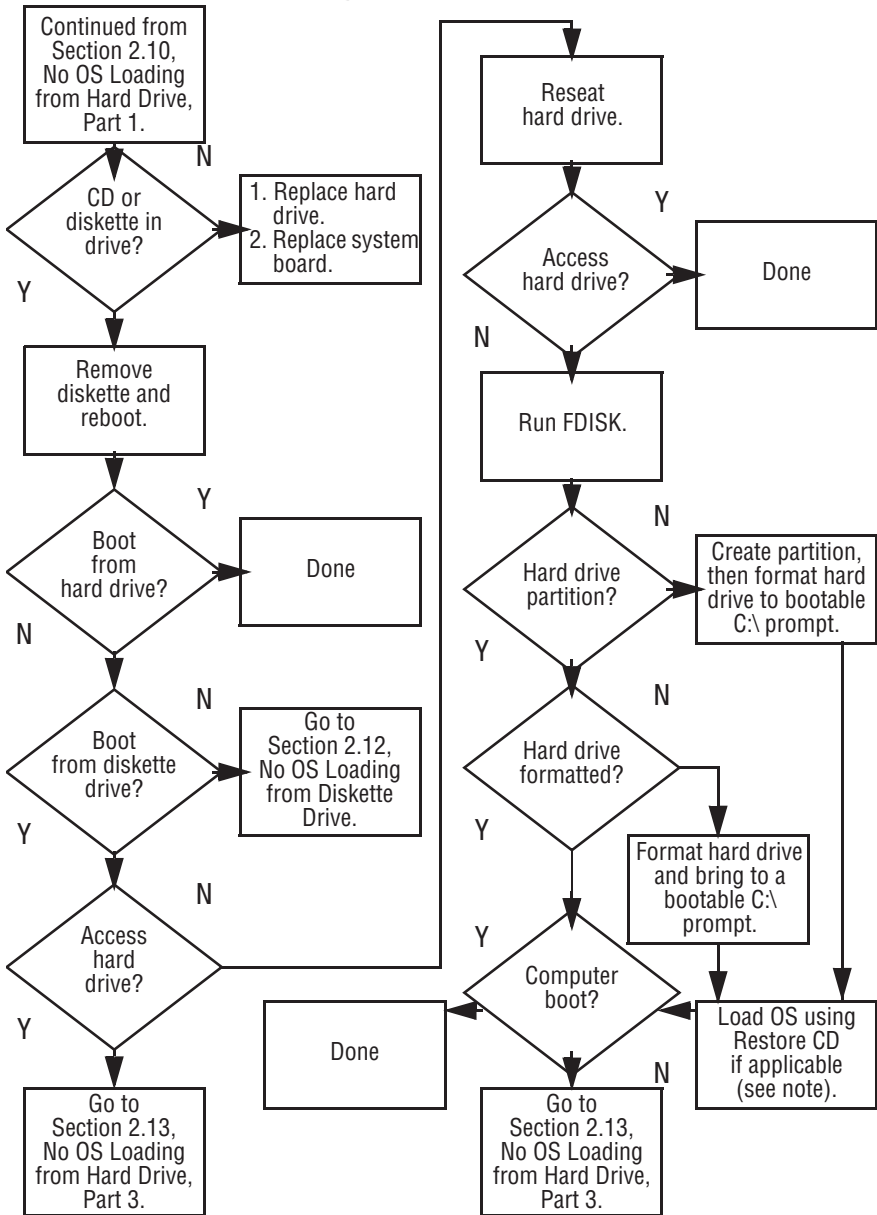 Continued from
Section 2.10,
No OS Loading
from Hard Drive,
Part 1.
N
CD or
diskette in
drive?
1. Replace hard
drive.
2. Replace system
board.
Y
Remove
diskette and
reboot.
Y
Boot
from
hard drive?
Done
N
N
Boot
from diskette
drive?
Go to
Section 2.12,
No OS Loading
from Diskette
Drive.
Y
N
Access
hard
drive?
Y
Go to
Section 2.13,
No OS Loading
from Hard Drive,
Part 3.
Reseat
hard drive.
Y
Access
hard drive?
Done
N
Run FDISK.
N
Hard drive
partition?
Create partition,
then format hard
drive to bootable
C:\ prompt.
Y
N
Hard drive
formatted?
Y
Format hard drive
and bring to a
bootable C:\
prompt.
Y
Computer
boot?
Done
Load OS using
Restore CD
if applicable
(see note).
N
Go to
Section 2.13,
No OS Loading
from Hard Drive,
Part 3.